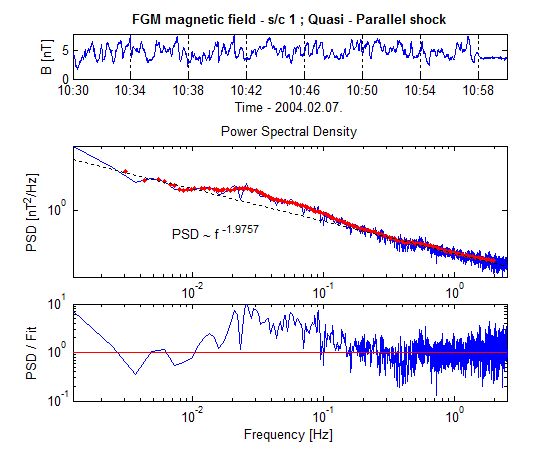 FGM magnetic field - s/c 1 ; Quasi - Parallel shock
B [nT]
5
0
10:30 10:34 10:38 10:42 10:46 10:50 10:54 10:58
Time - 2004.02.07.
Power Spectral Density
PSD [nT²/Hz]
10⁰
PSD ~ f⁻¹·⁹⁷⁵⁷
10⁻² 10⁻¹ 10⁰
PSD / Fit
10¹
10⁰
10⁻¹
10⁻² 10⁻¹ 10⁰
Frequency [Hz]